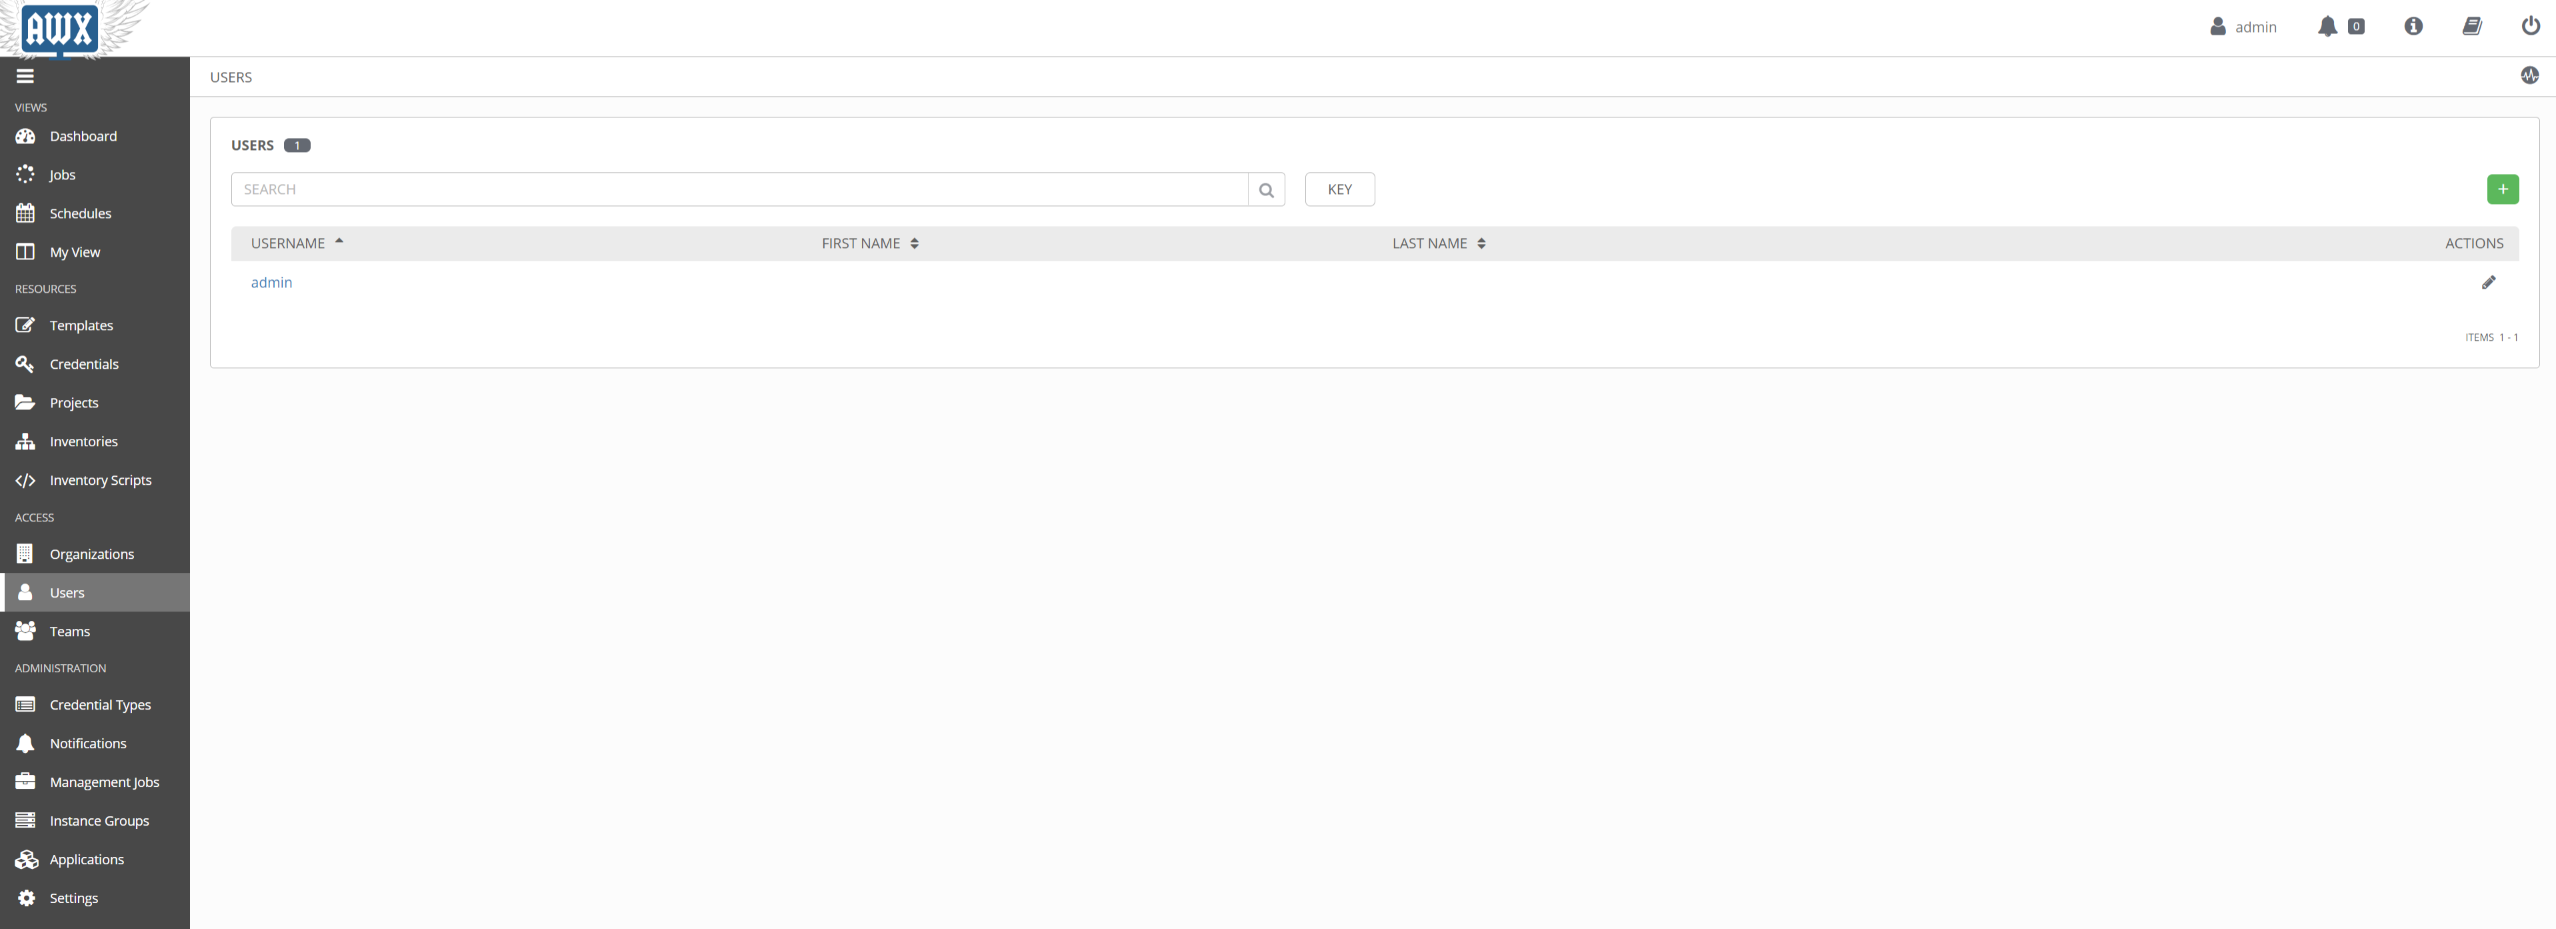 AWX
admin 0
USERS
VIEWS
Dashboard
Jobs
Schedules
My View
RESOURCES
Templates
Credentials
Projects
Inventories
Inventory Scripts
ACCESS
Organizations
Users
Teams
ADMINISTRATION
Credential Types
Notifications
Management Jobs
Instance Groups
Applications
Settings
USERS 1
SEARCH KEY +
USERNAME FIRST NAME LAST NAME ACTIONS
admin
ITEMS 1 - 1